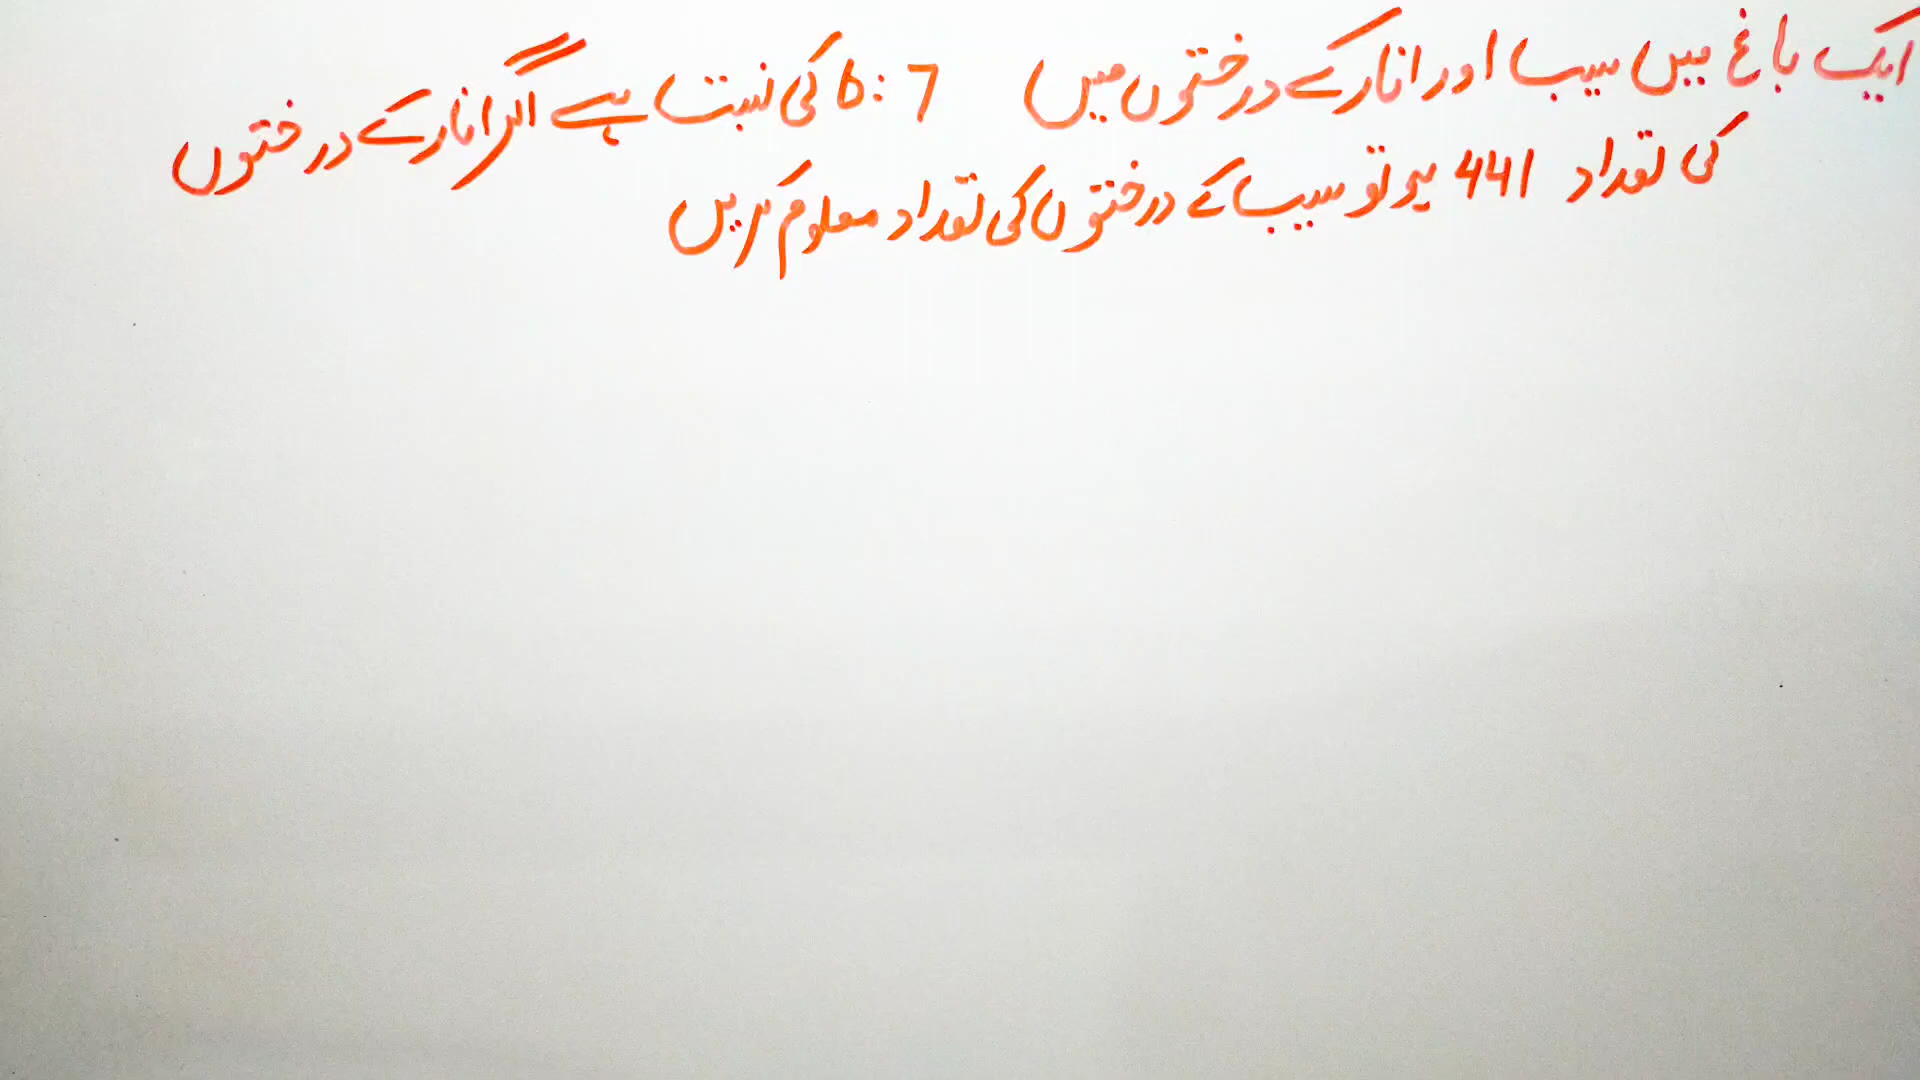 ایک باغ میں سیب اور انار کے درختوں میں 6:7 کی نسبت ہے اگر انار کے درختوں
کی تعداد 441 ہو تو سیب کے درختوں کی تعداد معلوم کریں